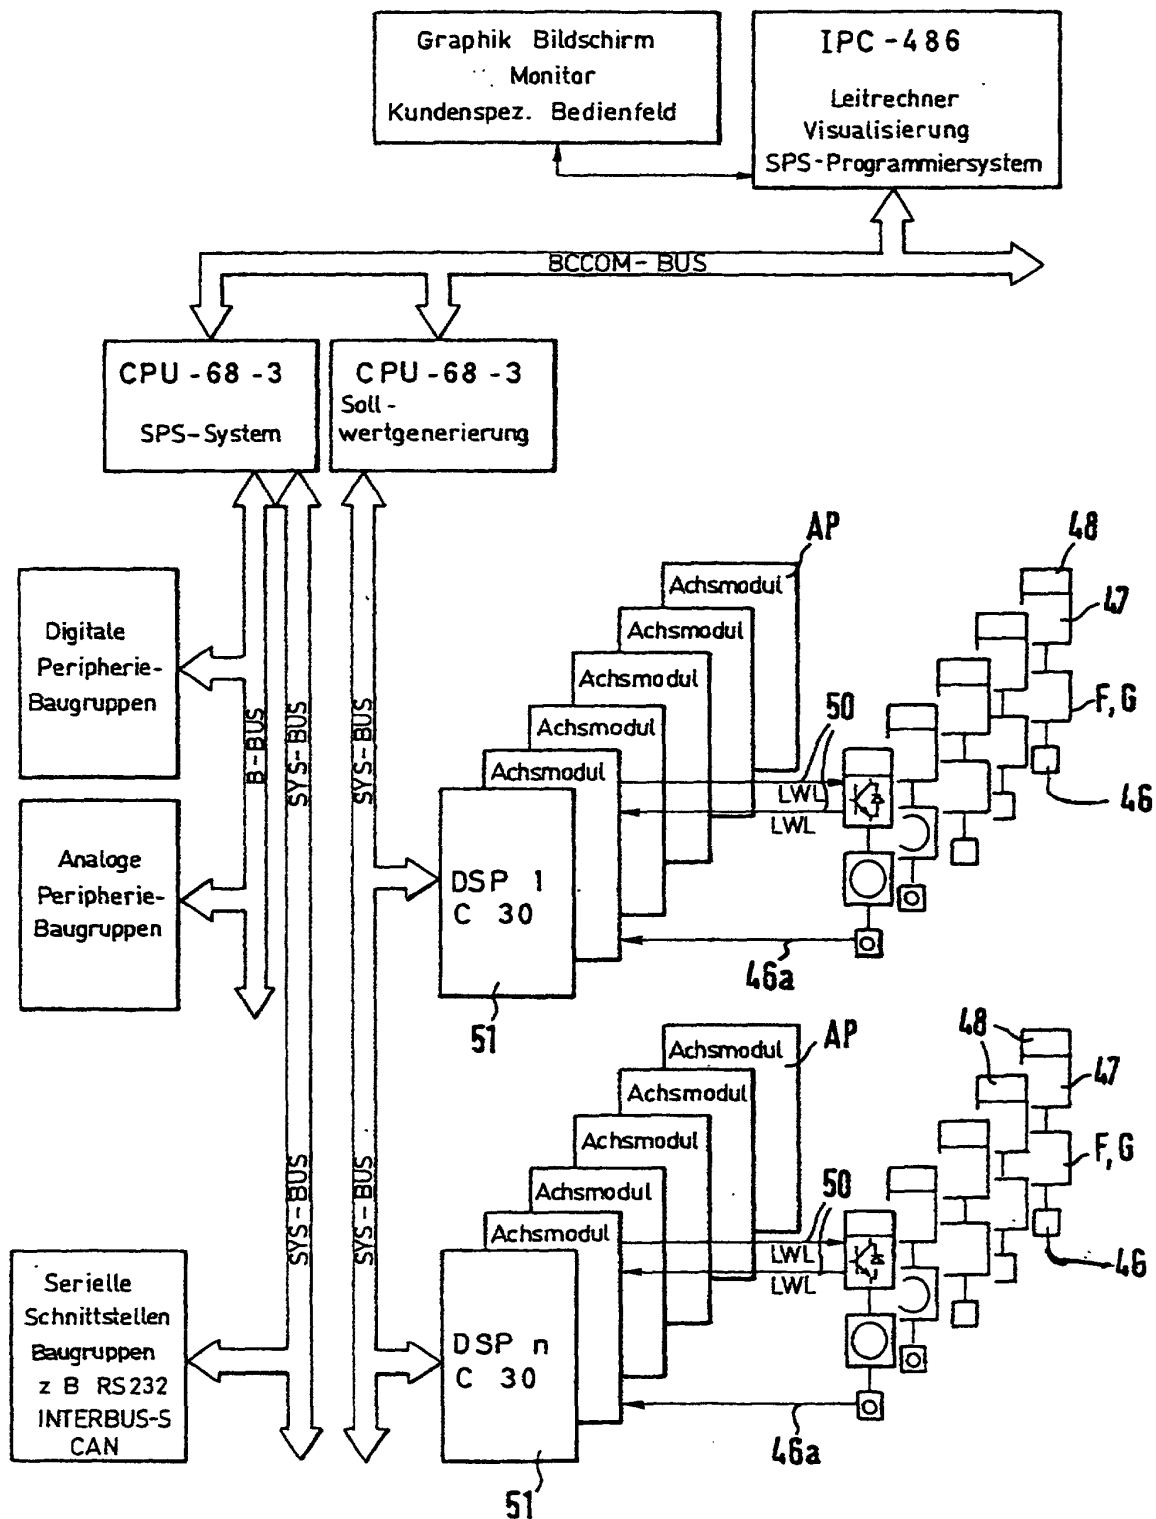 Graphik Bildschirm
Monitor
Kundenspez. Bedienfeld
IPC-486
Leitrechner
Visualisierung
SPS-Programmiersystem
BCCOM-BUS
CPU-68-3
SPS-System
CPU-68-3
Soll-
wertgenerierung
Digitale
Peripherie-
Baugruppen
Analoge
Peripherie-
Baugruppen
B-BUS
SYS-BUS
SYS-BUS
AP
Achsmodul
Achsmodul
Achsmodul
Achsmodul
Achsmodul
DSP 1
C 30
51
50
LWL
LWL
46a
48
47
F, G
46
SYS-BUS
SYS-BUS
Serielle
Schnittstellen
Baugruppen
z B RS232
INTERBUS-S
CAN
AP
Achsmodul
Achsmodul
Achsmodul
Achsmodul
Achsmodul
DSP n
C 30
51
50
LWL
LWL
46a
48
47
F, G
46